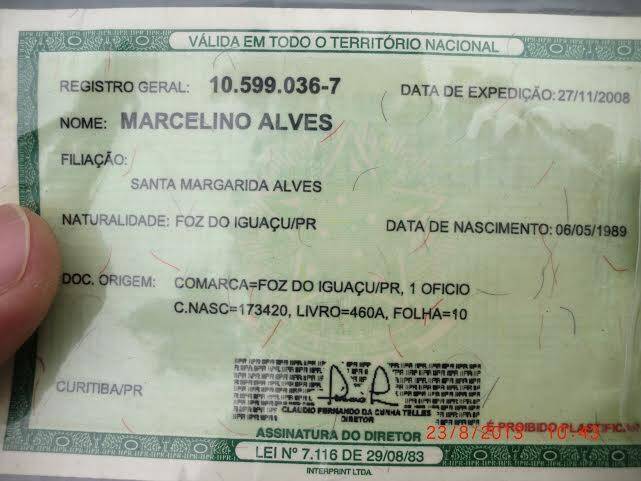 VÁLIDA EM TODO O TERRITÓRIO NACIONAL
REGISTRO GERAL: 10.599.036-7 DATA DE EXPEDIÇÃO: 27/11/2008
NOME: MARCELINO ALVES
FILIAÇÃO:
SANTA MARGARIDA ALVES
NATURALIDADE: FOZ DO IGUAÇU/PR DATA DE NASCIMENTO: 06/05/1989
DOC. ORIGEM: COMARCA=FOZ DO IGUAÇU/PR, 1 OFICIO
C.NASC=173420, LIVRO=460A, FOLHA=10
CURITIBA/PR
CLAUDIO FERNANDO DA CUNHA TELLES
DIRETOR
ASSINATURA DO DIRETOR
É PROIBIDO PLASTIFICAR
23/8/2013 10:43
LEI Nº 7.116 DE 29/08/83
INTERPRINT LTDA.